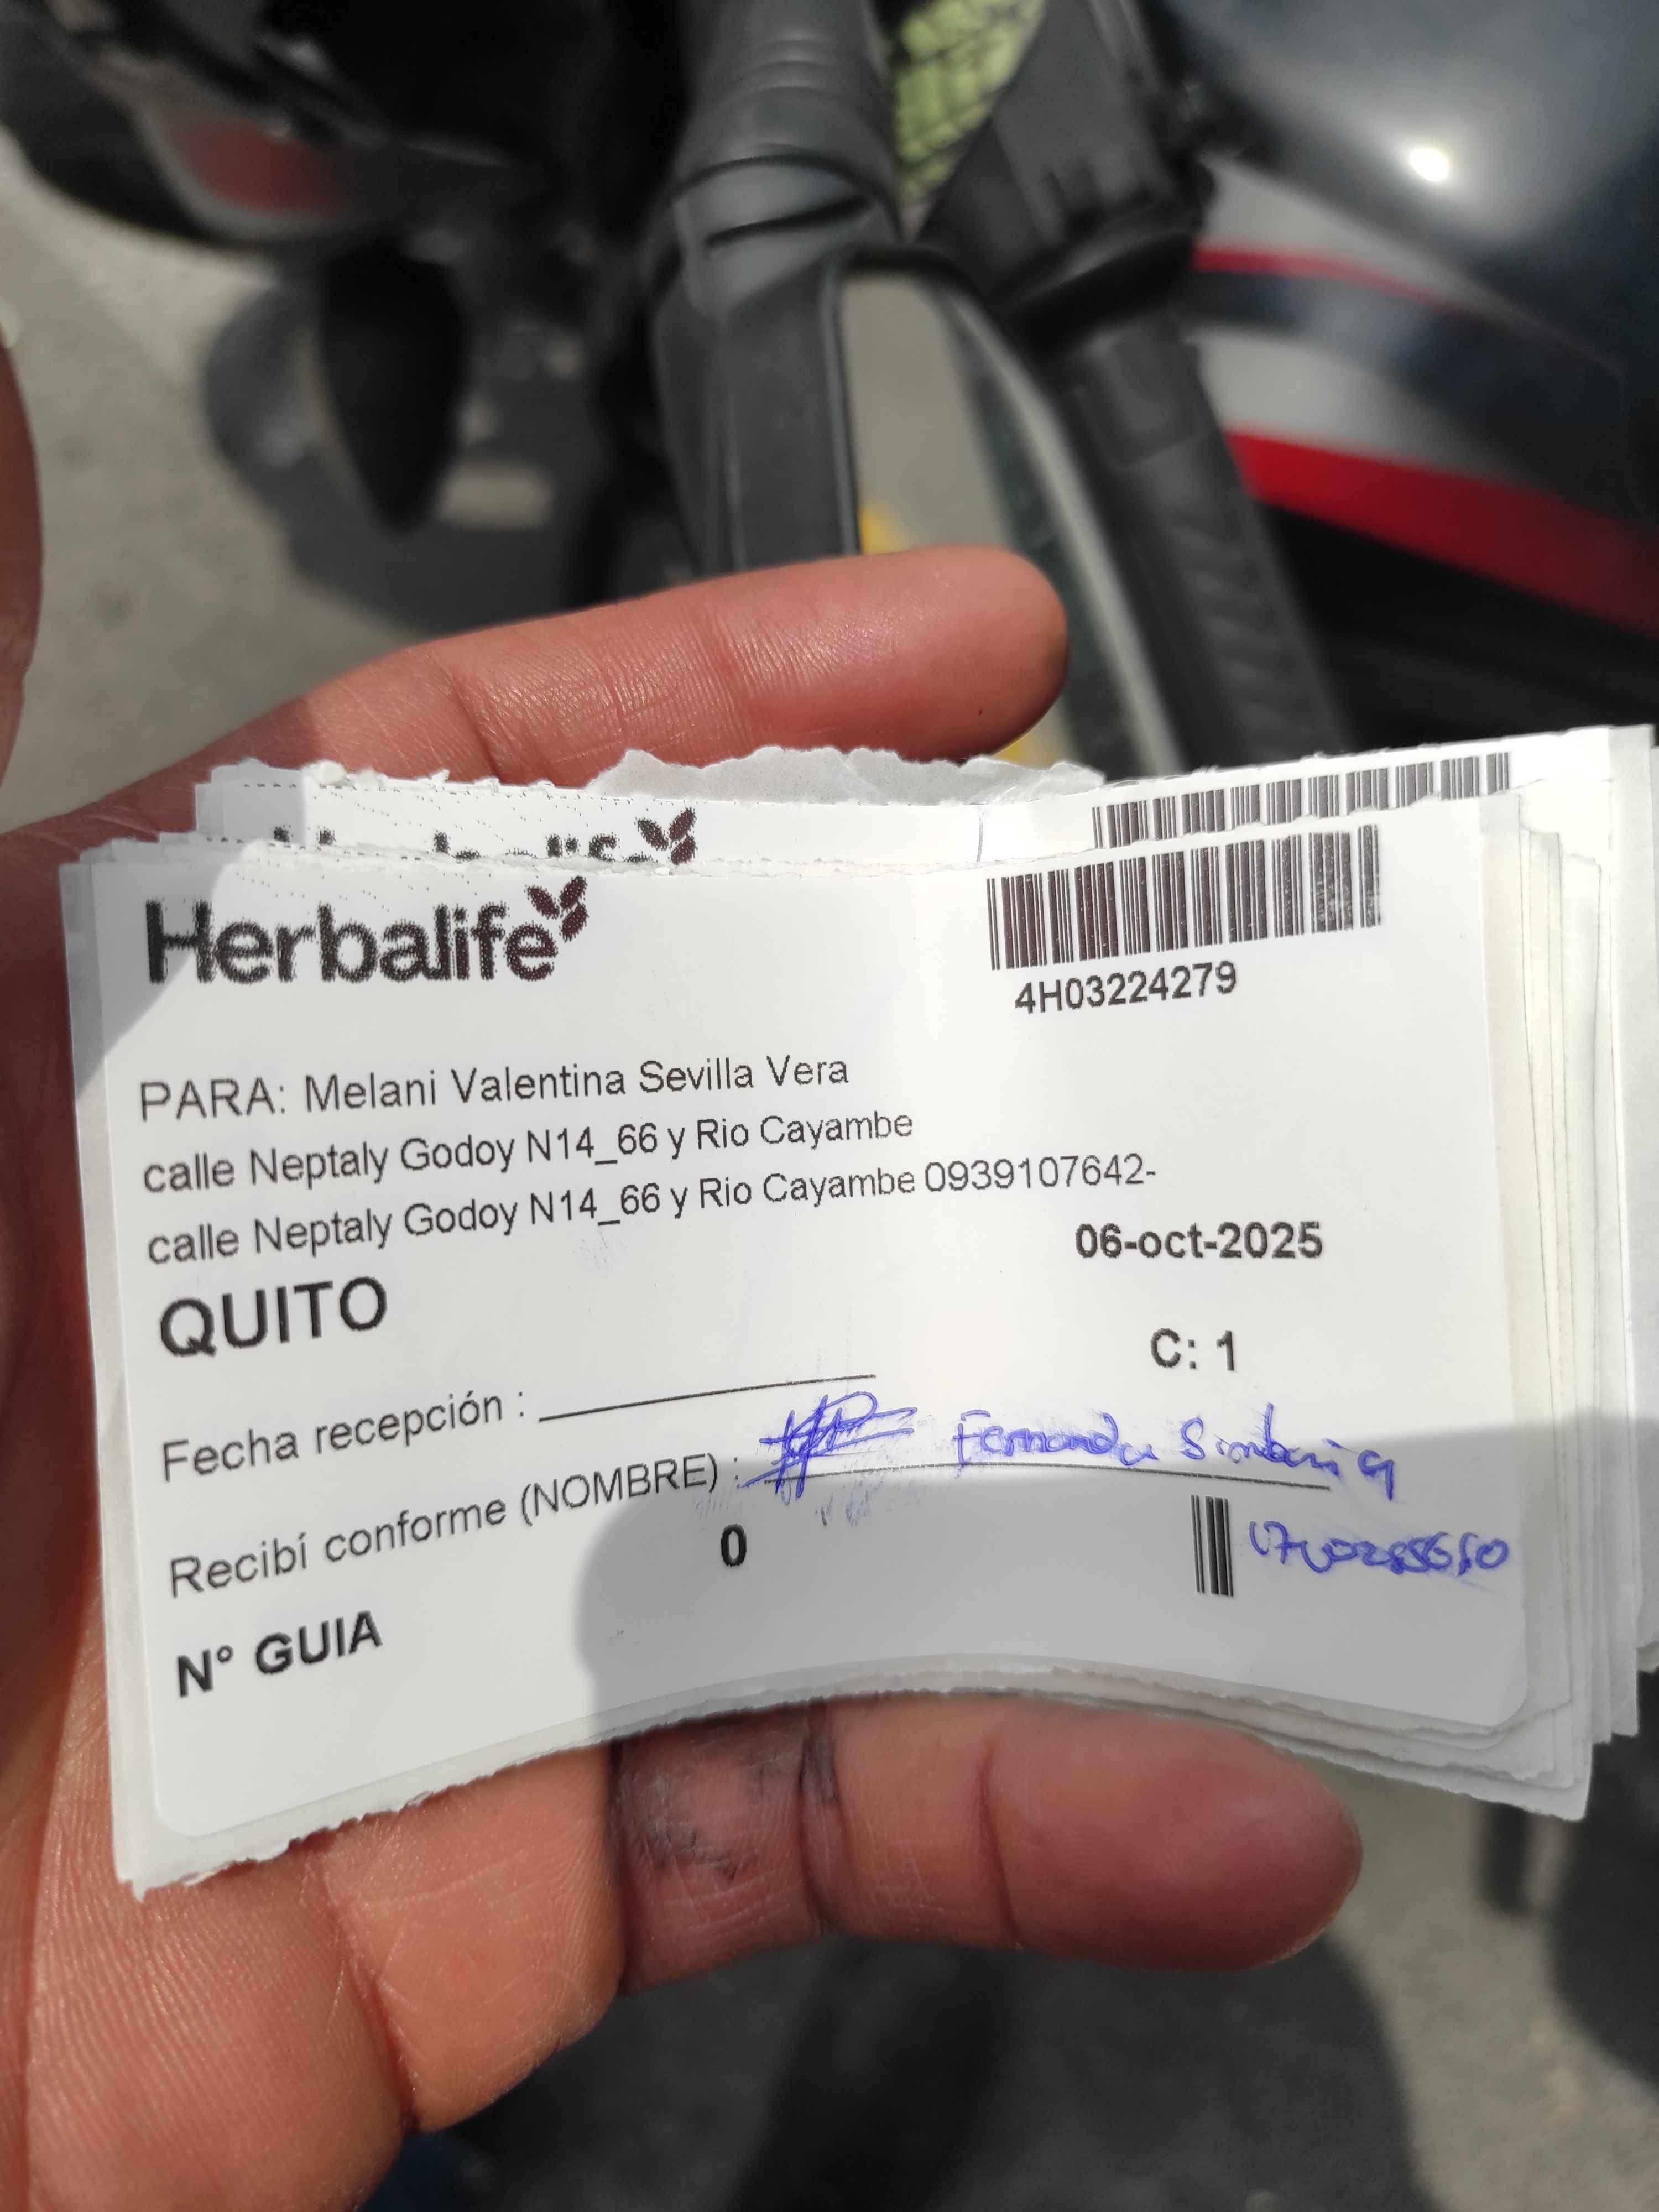 Herbalife
4H03224279
PARA: Melani Valentina Sevilla Vera
calle Neptaly Godoy N14_66 y Rio Cayambe
calle Neptaly Godoy N14_66 y Rio Cayambe 0939107642-
06-oct-2025
QUITO
C: 1
Fecha recepción :
Recibí conforme (NOMBRE) :
0
N° GUIA